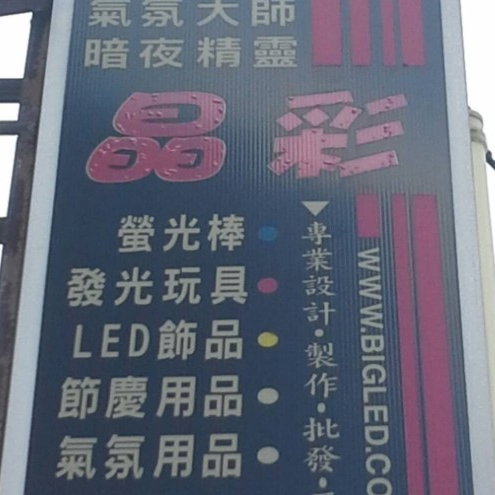 氣氛大師
暗夜精靈
晶彩
螢光棒
發光玩具
LED飾品
節慶用品
氣氛用品
專業設計・製作・批發・
WWW.BIGLED.CO